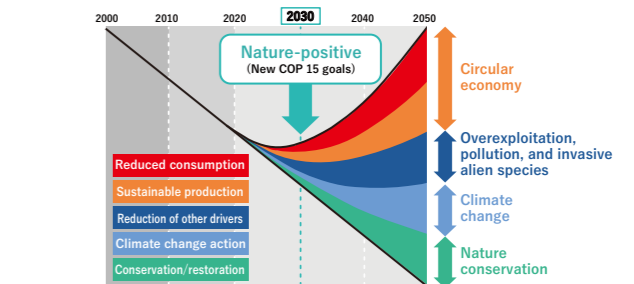 2000 2010 2020 2030 2040 2050
Nature-positive
(New COP 15 goals)
Circular
economy
Overexploitation,
pollution, and invasive
alien species
Climate
change
Nature
conservation
Reduced consumption
Sustainable production
Reduction of other drivers
Climate change action
Conservation/restoration